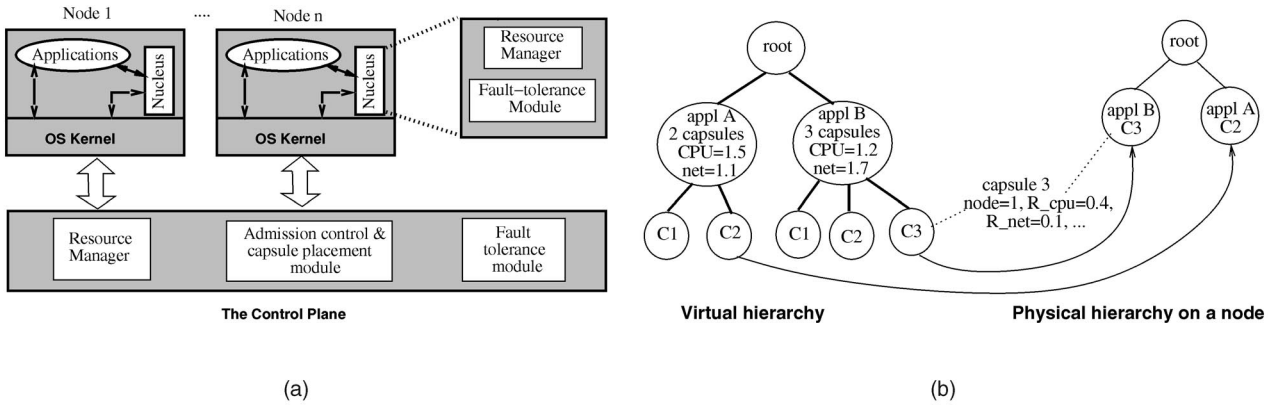 Node 1
....
Node n
Applications
Nucleus
OS Kernel
Applications
Nucleus
OS Kernel
Resource
Manager
Fault-tolerance
Module
Resource
Manager
Admission control &
capsule placement
module
Fault
tolerance
module
The Control Plane
(a)
root
appl A
2 capsules
CPU=1.5
net=1.1
appl B
3 capsules
CPU=1.2
net=1.7
C1
C2
C1
C2
C3
root
appl B
C3
appl A
C2
capsule 3
node=1, R_cpu=0.4,
R_net=0.1, ...
Virtual hierarchy
Physical hierarchy on a node
(b)